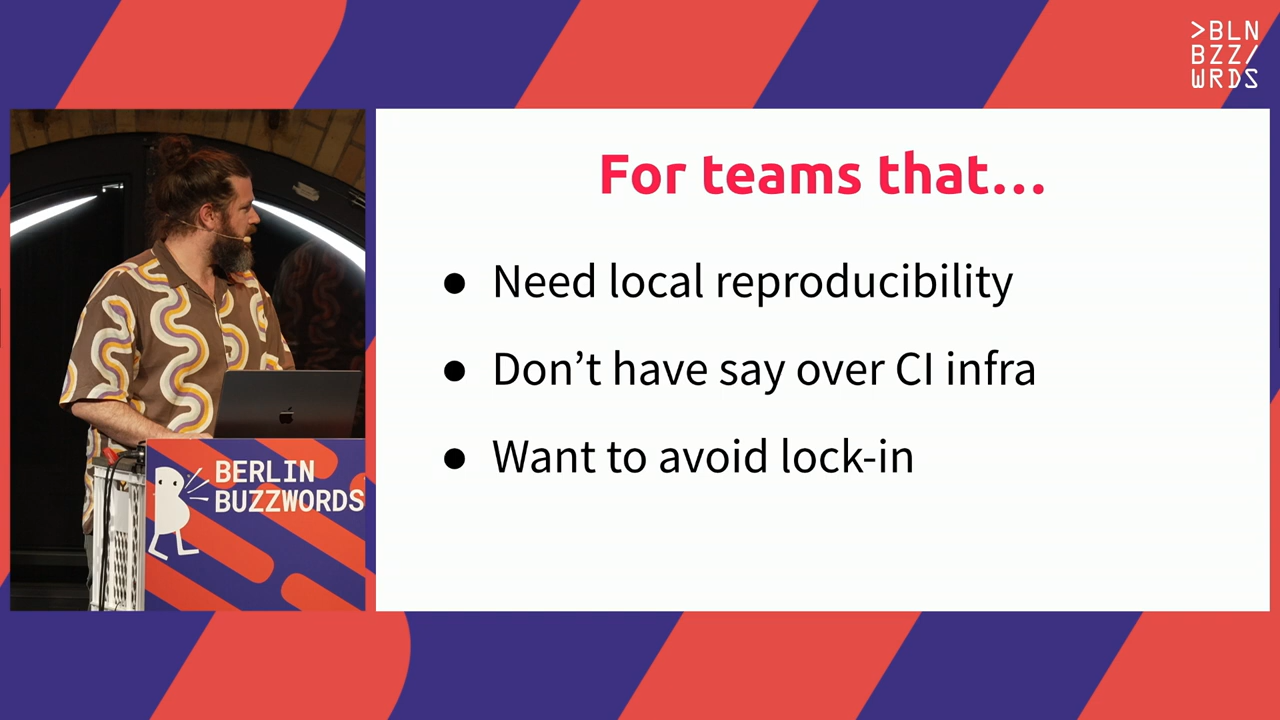 >BLN
BZZ/
WRDS
For teams that...
● Need local reproducibility
● Don’t have say over CI infra
● Want to avoid lock-in
BERLIN
BUZZWORDS